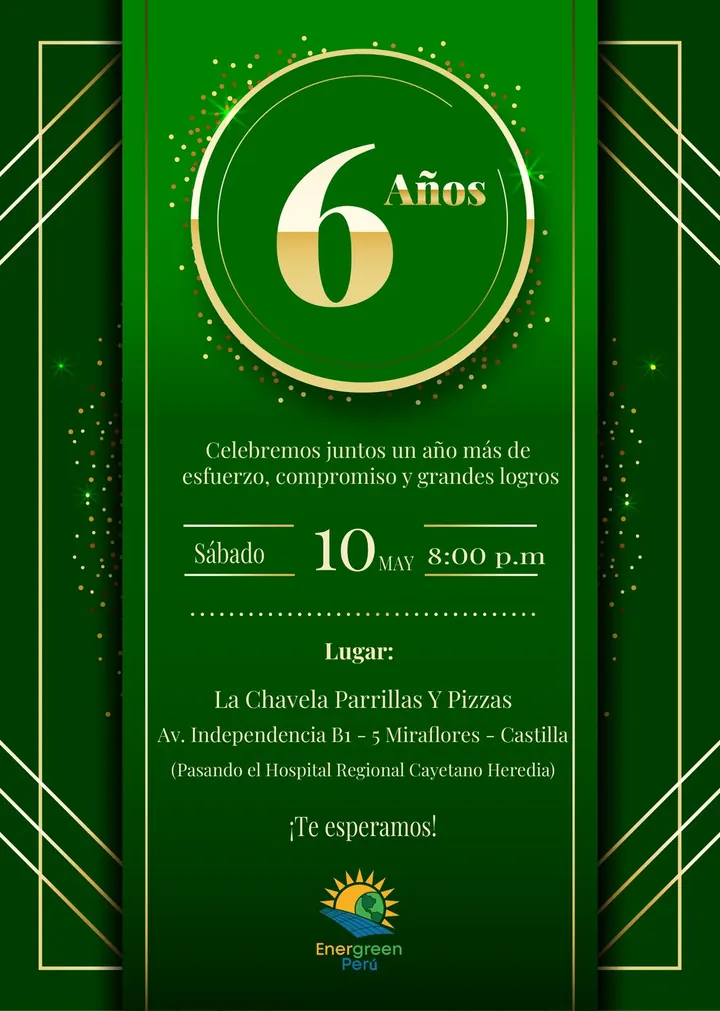 6 Años
Celebremos juntos un año más de
esfuerzo, compromiso y grandes logros
Sábado 10 MAY 8:00 p.m
Lugar:
La Chavela Parrillas Y Pizzas
Av. Independencia B1 - 5 Miraflores - Castilla
(Pasando el Hospital Regional Cayetano Heredia)
¡Te esperamos!
Energreen
Perú